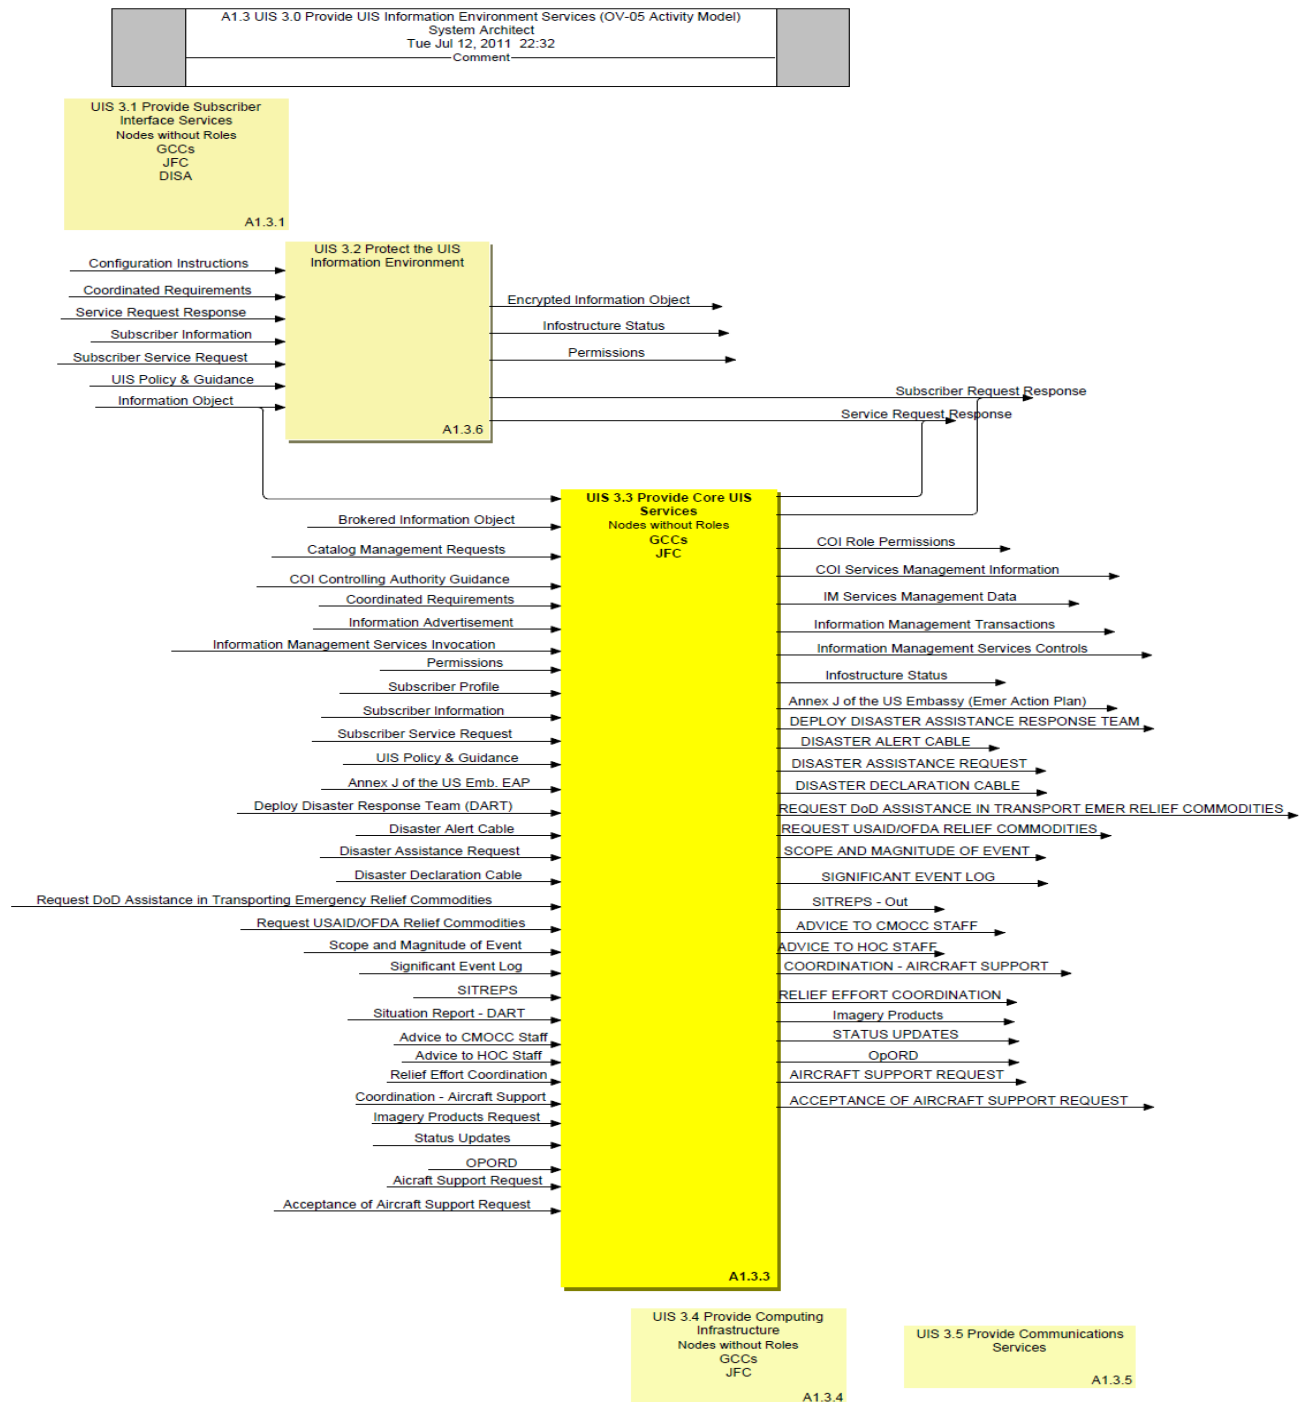 A1.3 UIS 3.0 Provide UIS Information Environment Services (OV-05 Activity Model)
System Architect
Tue Jul 12, 2011 22:32
Comment
UIS 3.1 Provide Subscriber
Interface Services
Nodes without Roles
GCCs
JFC
DISA
A1.3.1
UIS 3.2 Protect the UIS
Information Environment
A1.3.6
Configuration Instructions
Coordinated Requirements
Service Request Response
Subscriber Information
Subscriber Service Request
UIS Policy & Guidance
Information Object
Encrypted Information Object
Infostructure Status
Permissions
Subscriber Request Response
Service Request Response
UIS 3.3 Provide Core UIS
Services
Nodes without Roles
GCCs
JFC
A1.3.3
Brokered Information Object
Catalog Management Requests
COI Controlling Authority Guidance
Coordinated Requirements
Information Advertisement
Information Management Services Invocation
Permissions
Subscriber Profile
Subscriber Information
Subscriber Service Request
UIS Policy & Guidance
Annex J of the US Emb. EAP
Deploy Disaster Response Team (DART)
Disaster Alert Cable
Disaster Assistance Request
Disaster Declaration Cable
Request DoD Assistance in Transporting Emergency Relief Commodities
Request USAID/OFDA Relief Commodities
Scope and Magnitude of Event
Significant Event Log
SITREPS
Situation Report - DART
Advice to CMOCC Staff
Advice to HOC Staff
Relief Effort Coordination
Coordination - Aircraft Support
Imagery Products Request
Status Updates
OPORD
Aicraft Support Request
Acceptance of Aircraft Support Request
COI Role Permissions
COI Services Management Information
IM Services Management Data
Information Management Transactions
Information Management Services Controls
Infostructure Status
Annex J of the US Embassy (Emer Action Plan)
DEPLOY DISASTER ASSISTANCE RESPONSE TEAM
DISASTER ALERT CABLE
DISASTER ASSISTANCE REQUEST
DISASTER DECLARATION CABLE
REQUEST DoD ASSISTANCE IN TRANSPORT EMER RELIEF COMMODITIES
REQUEST USAID/OFDA RELIEF COMMODITIES
SCOPE AND MAGNITUDE OF EVENT
SIGNIFICANT EVENT LOG
SITREPS - Out
ADVICE TO CMOCC STAFF
ADVICE TO HOC STAFF
COORDINATION - AIRCRAFT SUPPORT
RELIEF EFFORT COORDINATION
Imagery Products
STATUS UPDATES
OpORD
AIRCRAFT SUPPORT REQUEST
ACCEPTANCE OF AIRCRAFT SUPPORT REQUEST
UIS 3.4 Provide Computing
Infrastructure
Nodes without Roles
GCCs
JFC
A1.3.4
UIS 3.5 Provide Communications
Services
A1.3.5